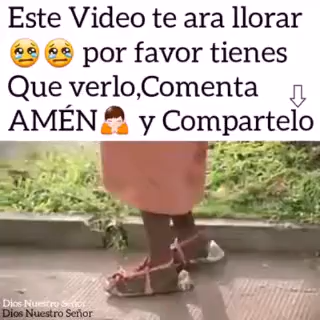 Este Video te ara llorar
😢😢 por favor tienes
Que verlo,Comenta
AMÉN🙇 y Compartelo
Dios Nuestro Señor
Dios Nuestro Señor